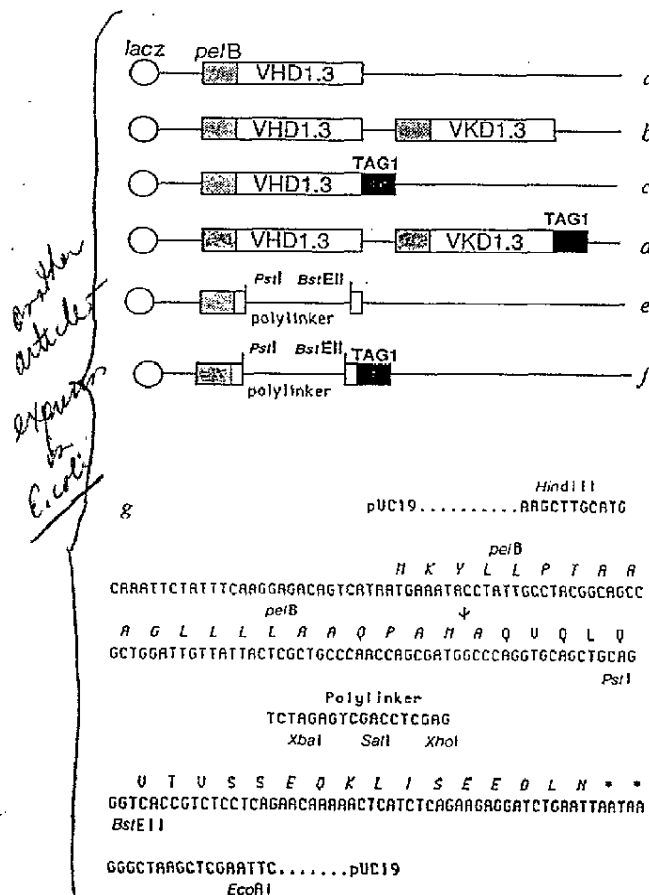 lacz pelB
VHD1.3 a
VHD1.3 VKD1.3 b
TAG1
VHD1.3 c
TAG1
VHD1.3 VKD1.3 d
PstI BstEII
polylinker e
PstI BstEII TAG1
polylinker f
another
article
expression
in
E. coli
g
HindIII
pUC19..........AAGCTTGCATG
pelB
M K Y L L P T A A
CAAATTCTATTTCAAGGAGACAGTCATAATGAAATACCTATTGCCTACGGCAGCC
pelB
A G L L L L A A Q P A M A Q V Q L Q
GCTGGATTGTTATTACTCGCTGCCCAACCAGCGATGGCCCAGGTGCAGCTGCAG
PstI
Polylinker
TCTAGAGTCGACCTCGAG
XbaI SalI XhoI
V T V S S E Q K L I S E E D L N * *
GGTCACCGTCTCCTCAGAACAAAAACTCATCTCAGAAGAGGATCTGAATTAATAA
BstEII
GGGCTAAGCTCGAATTC.......pUC19
EcoRI